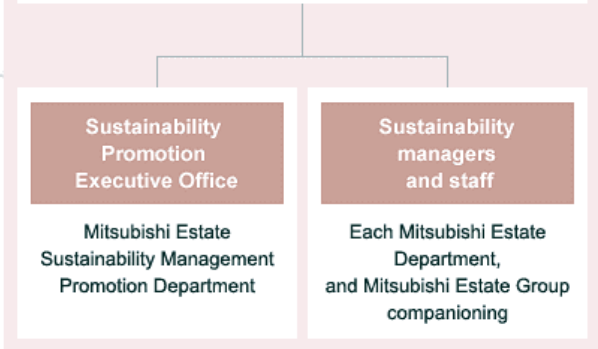 Sustainability
Promotion
Executive Office
Mitsubishi Estate
Sustainability Management
Promotion Department
Sustainability
managers
and staff
Each Mitsubishi Estate
Department,
and Mitsubishi Estate Group
companioning